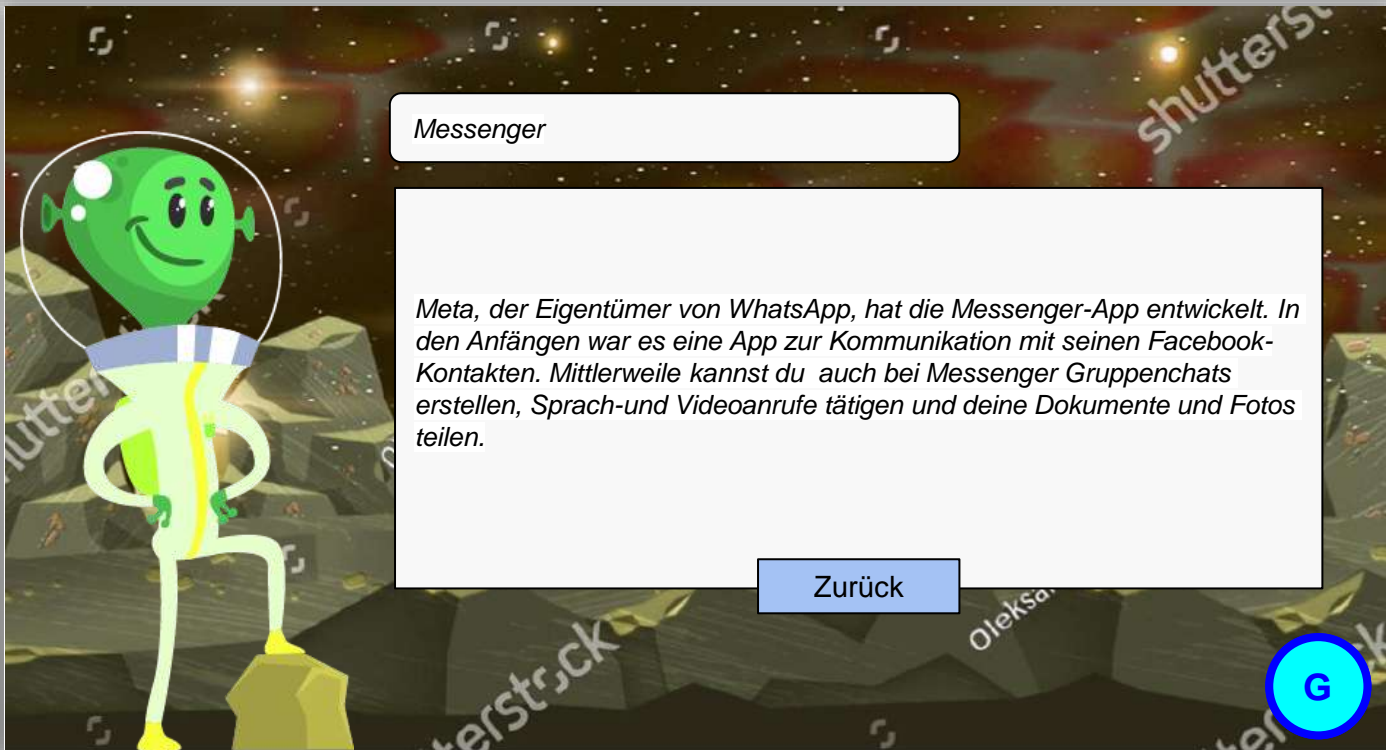 Messenger
Meta, der Eigentümer von WhatsApp, hat die Messenger-App entwickelt. In
den Anfängen war es eine App zur Kommunikation mit seinen Facebook-
Kontakten. Mittlerweile kannst du  auch bei Messenger Gruppenchats
erstellen, Sprach-und Videoanrufe tätigen und deine Dokumente und Fotos
teilen.
Zurück
G